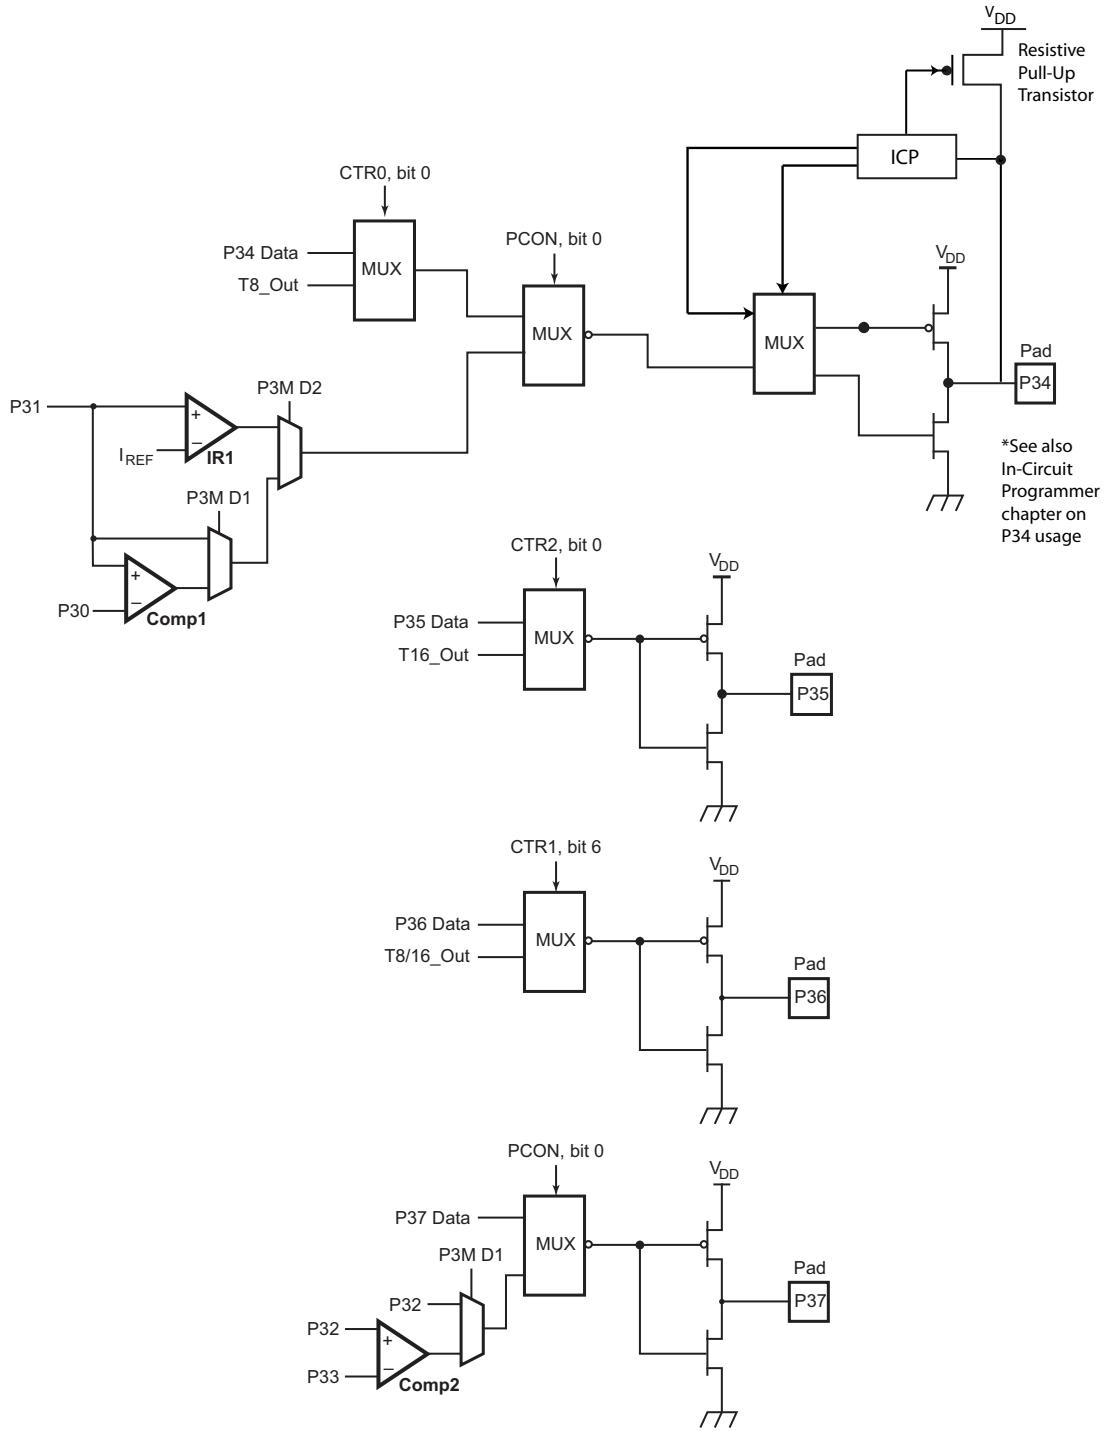 VDD
Resistive
Pull-Up
Transistor
ICP
CTR0, bit 0
P34 Data
T8_Out
MUX
PCON, bit 0
MUX
MUX
VDD
Pad
P34
*See also
In-Circuit
Programmer
chapter on
P34 usage
P31
P3M D2
+
−
IREF
IR1
P3M D1
+
−
P30
Comp1
CTR2, bit 0
P35 Data
T16_Out
MUX
VDD
Pad
P35
CTR1, bit 6
P36 Data
T8/16_Out
MUX
VDD
Pad
P36
PCON, bit 0
P37 Data
MUX
P3M D1
P32
P32
+
−
P33
Comp2
VDD
Pad
P37